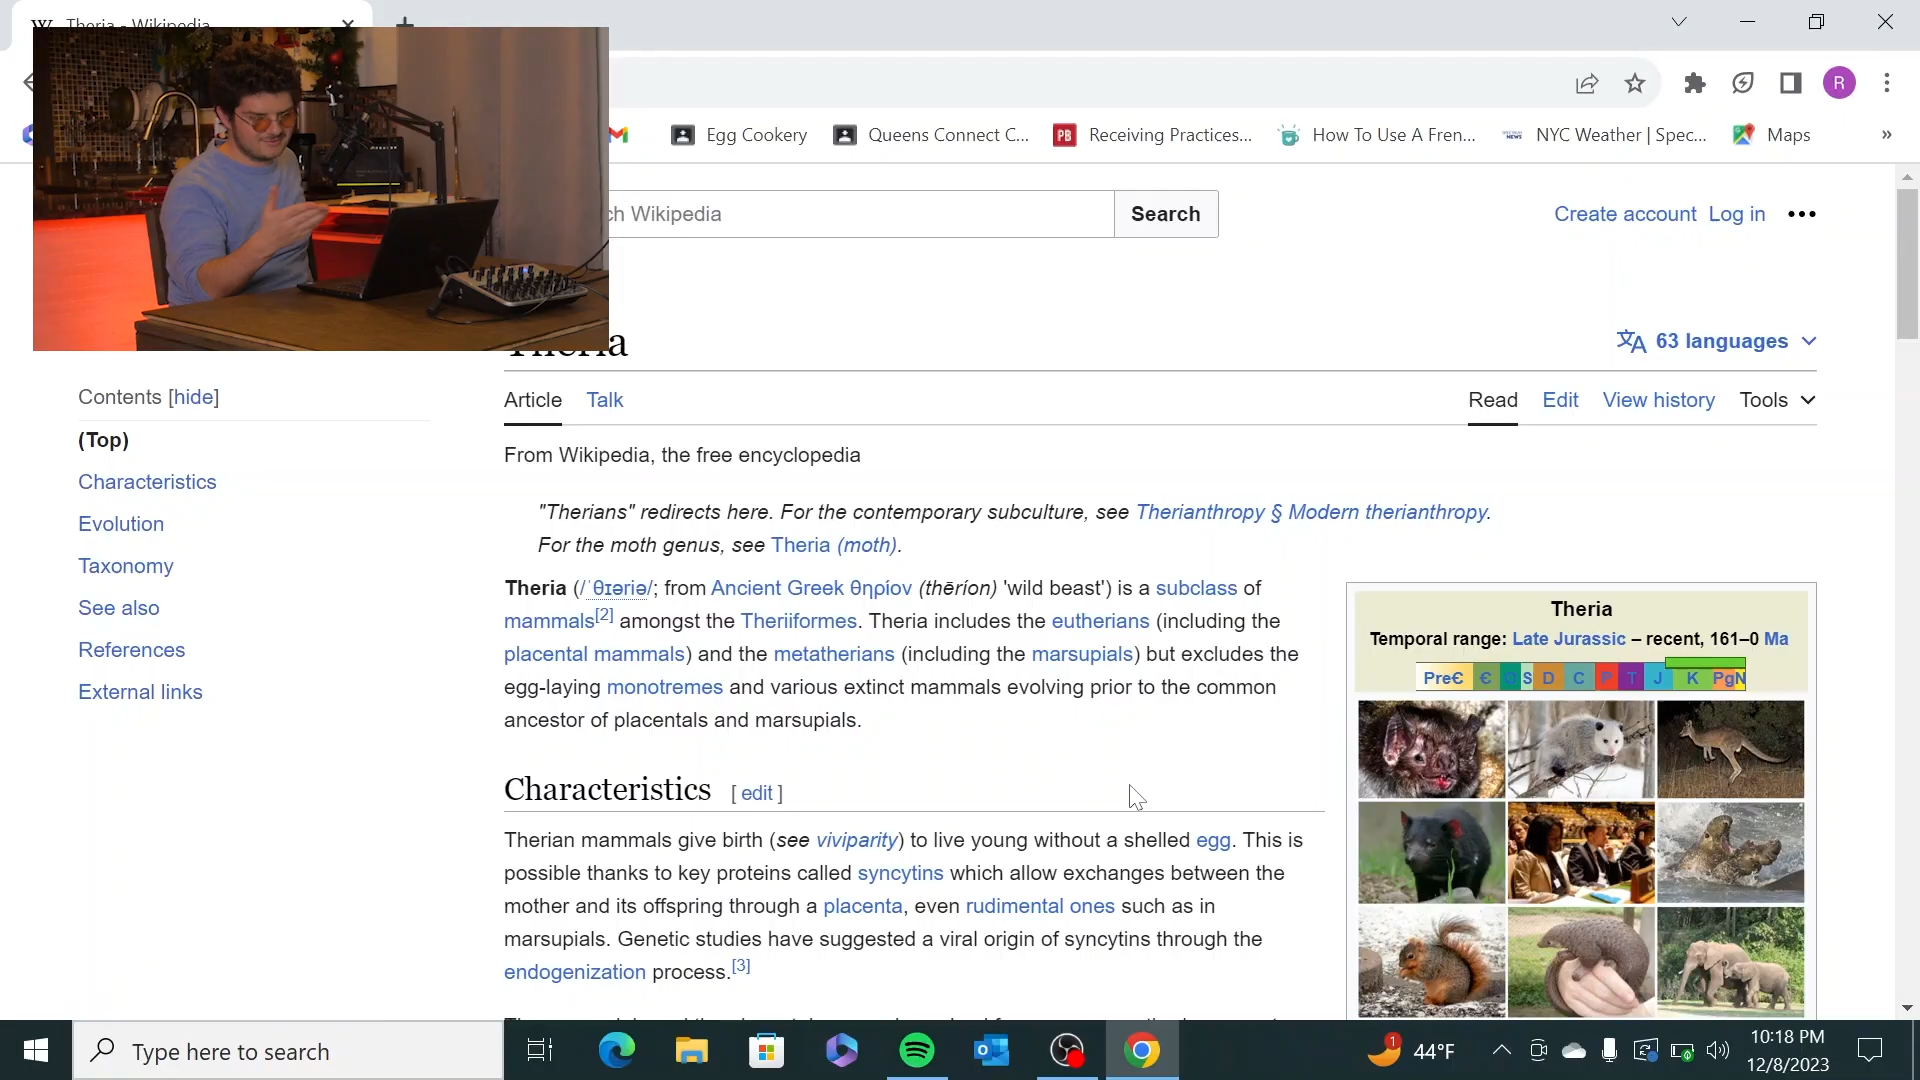 Theria - Wikipedia
R
Egg Cookery
Queens Connect C...
PB
Receiving Practices...
How To Use A Fren...
NYC Weather | Spec...
Maps
»
ch Wikipedia
Search
Create account
Log in
Theria
63 languages
Contents [hide]
(Top)
Characteristics
Evolution
Taxonomy
See also
References
External links
Article
Talk
Read
Edit
View history
Tools
From Wikipedia, the free encyclopedia
"Therians" redirects here. For the contemporary subculture, see Therianthropy § Modern therianthropy.
For the moth genus, see Theria (moth).
Theria (/ˈθɪəriə/; from Ancient Greek θηρίον (thēríon) 'wild beast') is a subclass of
mammals[2] amongst the Theriiformes. Theria includes the eutherians (including the
placental mammals) and the metatherians (including the marsupials) but excludes the
egg-laying monotremes and various extinct mammals evolving prior to the common
ancestor of placentals and marsupials.
Characteristics [ edit ]
Therian mammals give birth (see viviparity) to live young without a shelled egg. This is
possible thanks to key proteins called syncytins which allow exchanges between the
mother and its offspring through a placenta, even rudimental ones such as in
marsupials. Genetic studies have suggested a viral origin of syncytins through the
endogenization process.[3]
Theria
Temporal range: Late Jurassic – recent, 161–0 Ma
PreꞒ Ꞓ O S D C P T J K PgN
Type here to search
1
44°F
10:18 PM
12/8/2023